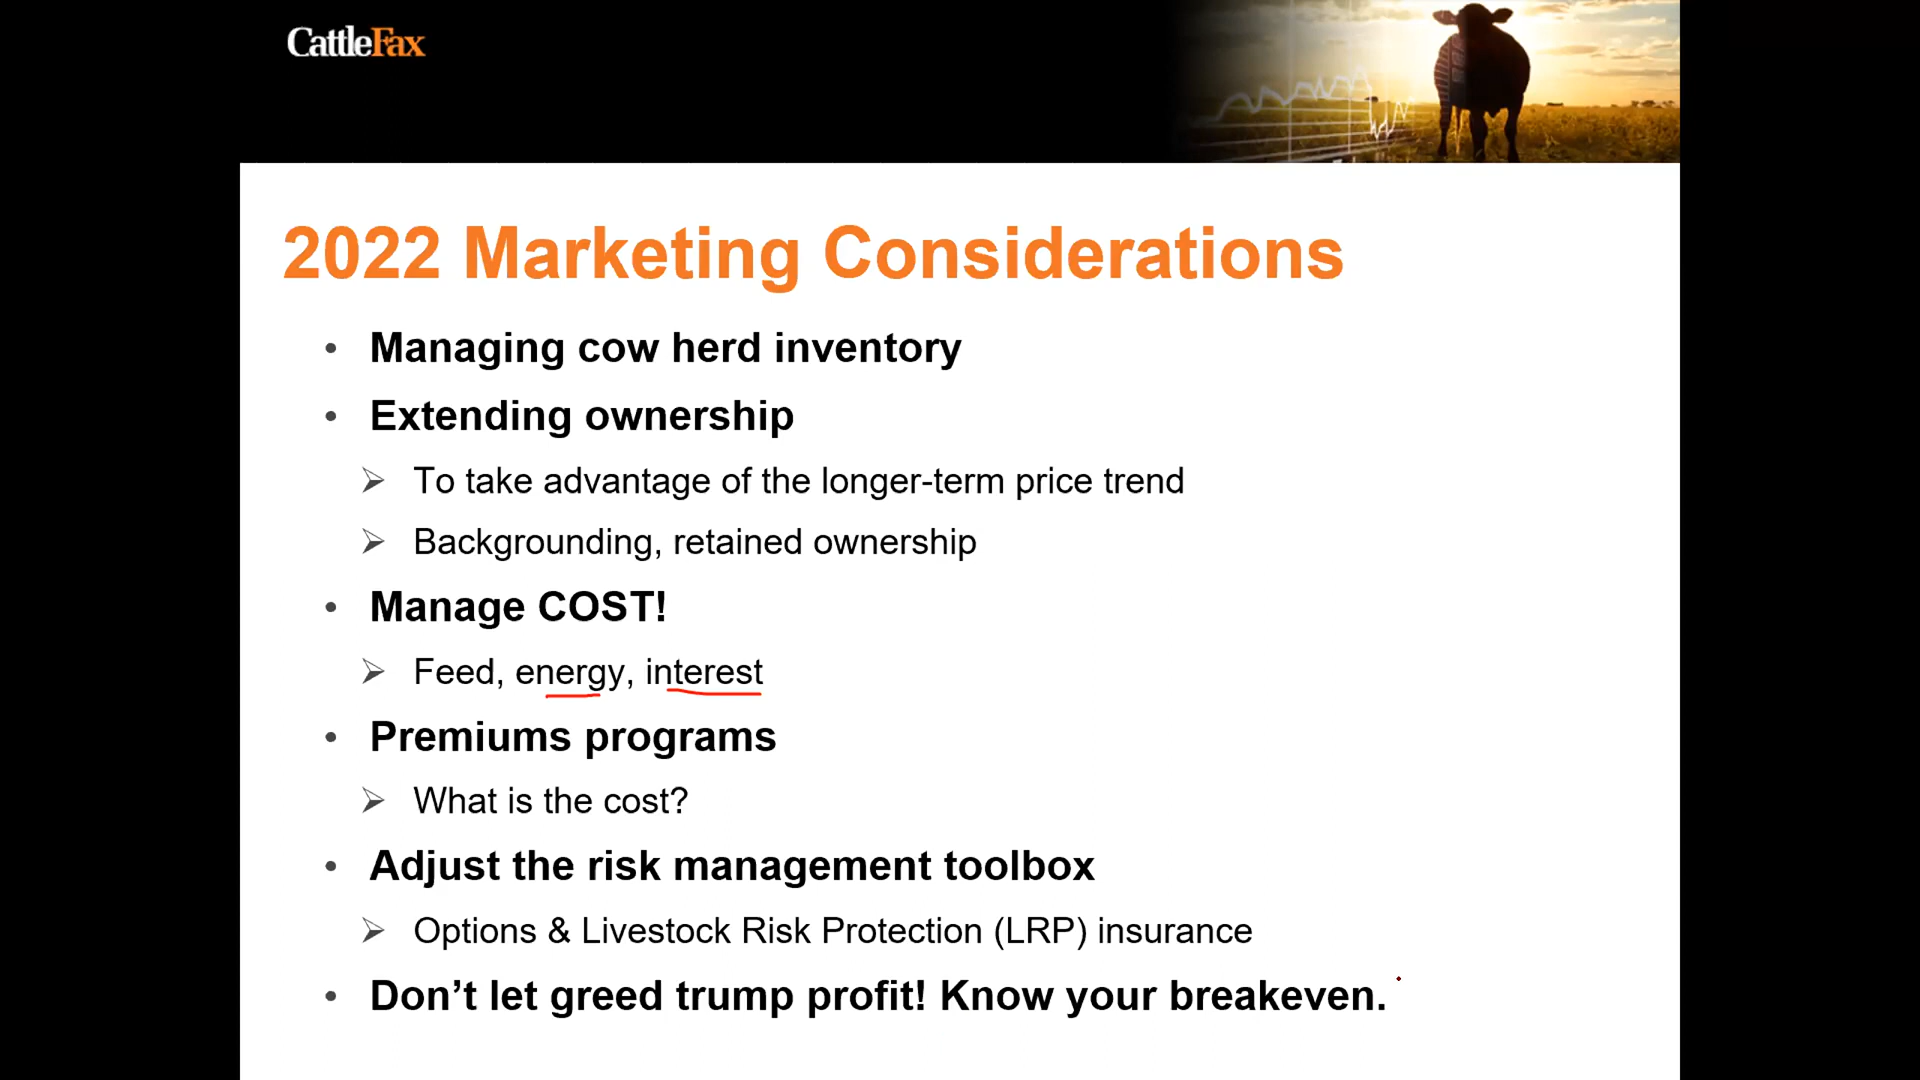 CattleFax
2022 Marketing Considerations
• Managing cow herd inventory
• Extending ownership
➢ To take advantage of the longer-term price trend
➢ Backgrounding, retained ownership
• Manage COST!
➢ Feed, energy, interest
• Premiums programs
➢ What is the cost?
• Adjust the risk management toolbox
➢ Options & Livestock Risk Protection (LRP) insurance
• Don’t let greed trump profit! Know your breakeven.